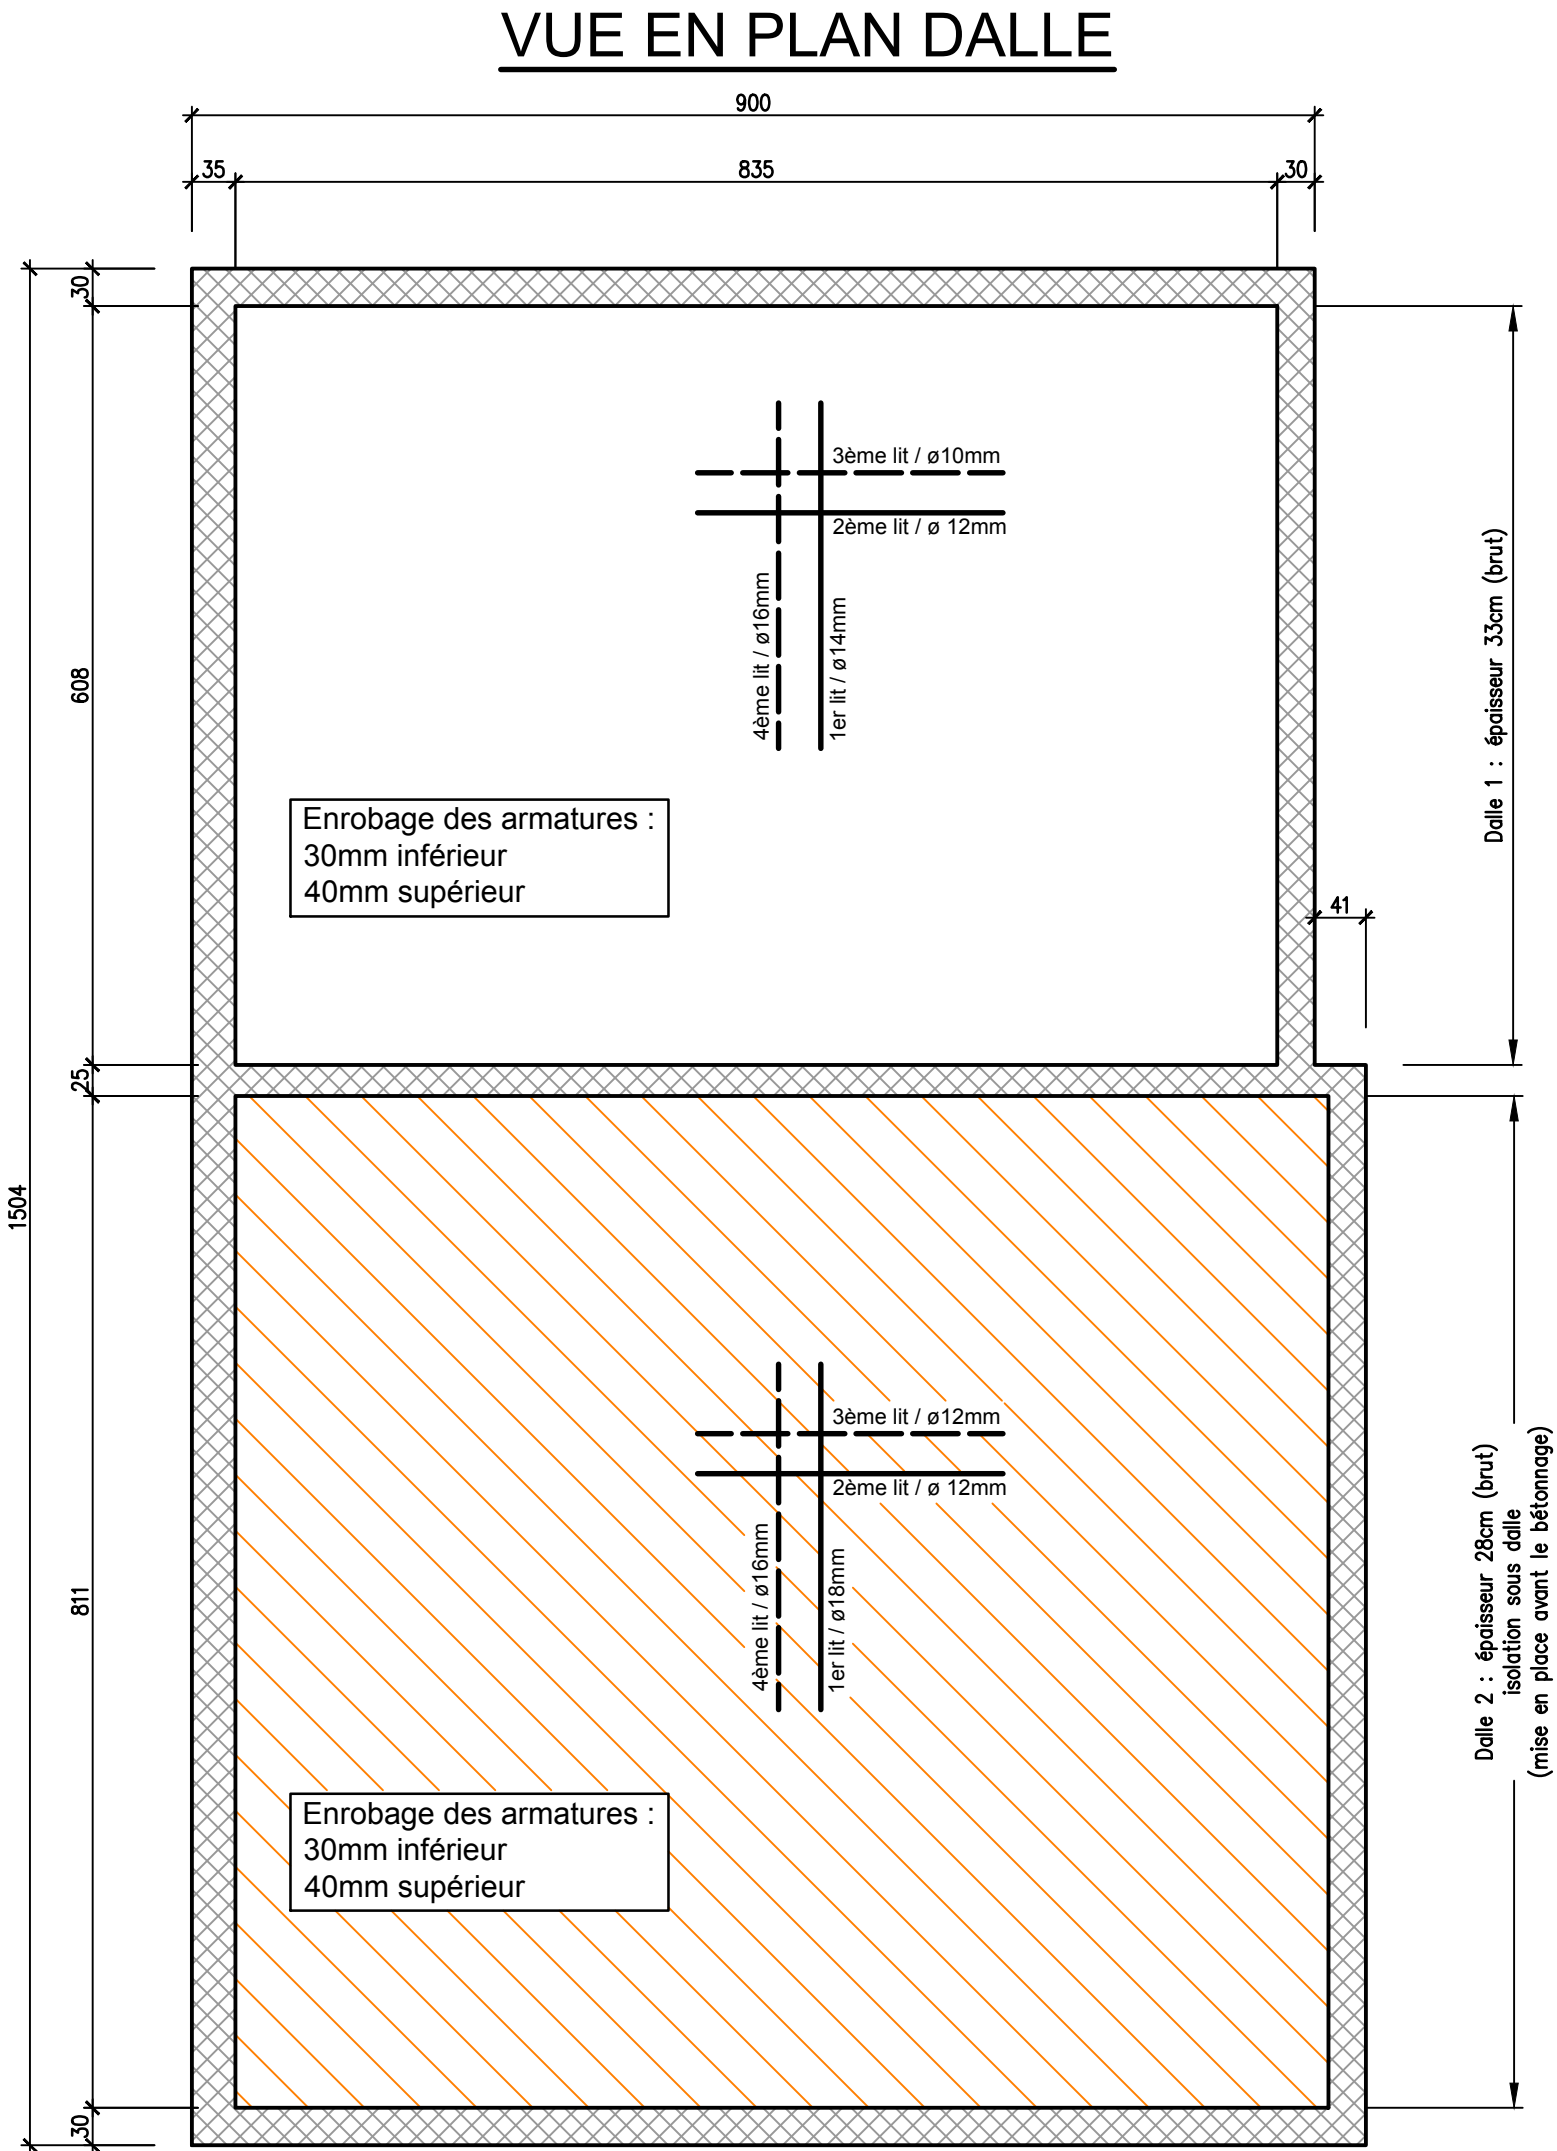 VUE EN PLAN DALLE
900
35
835
30
30
608
25
1504
811
30
3ème lit / ø10mm
2ème lit / ø 12mm
4ème lit / ø16mm
1er lit / ø14mm
Enrobage des armatures :
30mm inférieur
40mm supérieur
41
Dalle 1 : épaisseur 33cm (brut)
3ème lit / ø12mm
2ème lit / ø 12mm
4ème lit / ø16mm
1er lit / ø18mm
Enrobage des armatures :
30mm inférieur
40mm supérieur
Dalle 2 : épaisseur 28cm (brut)
isolation sous dalle
(mise en place avant le bétonnage)